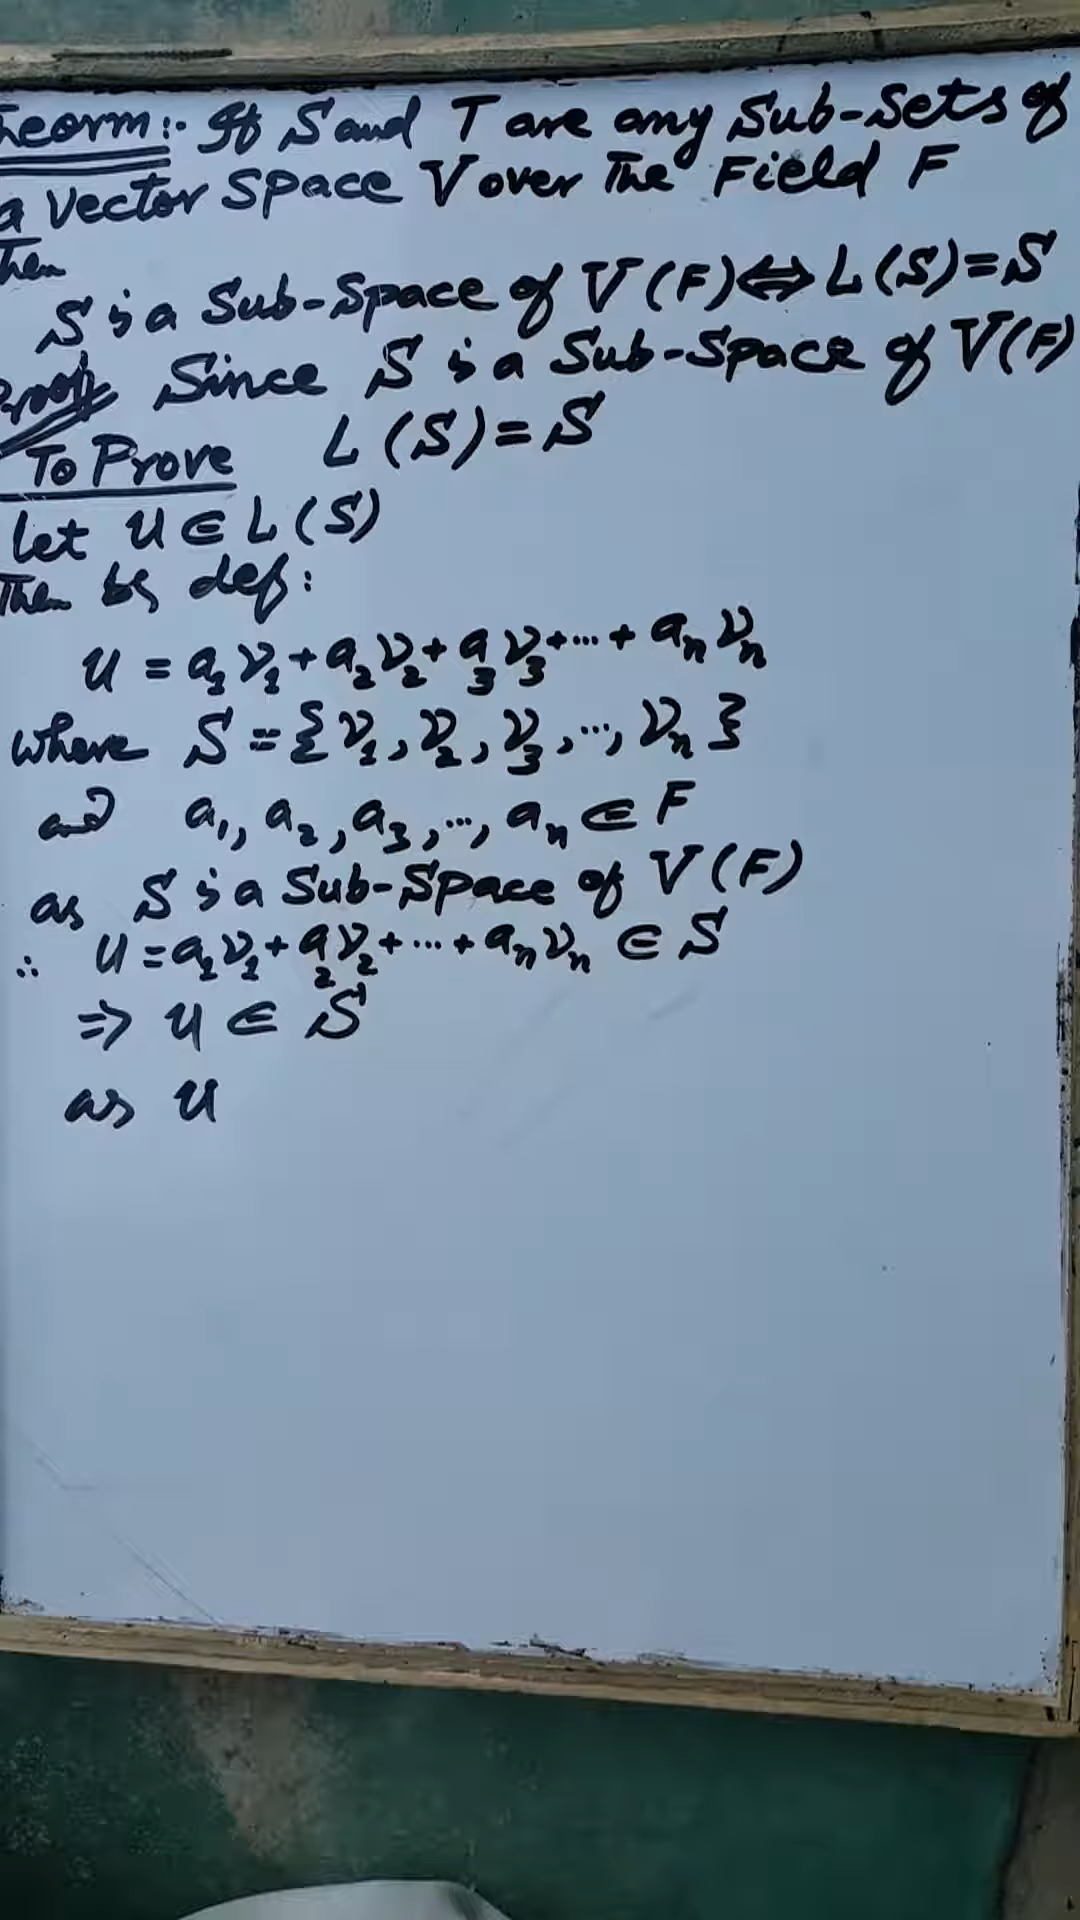 heorm:- If S and T are any Sub-Sets of
a Vector Space V over The Field F
Then
S is a Sub-Space of V(F) ⇔ L(S)=S
Proof Since S is a Sub-Space of V(F)
To Prove L(S)=S
let u ∈ L(S)
Then by def:
u = a₁v₁+a₂v₂+a₃v₃+...+aₙvₙ
where S = {v₁, v₂, v₃, ..., vₙ}
and a₁, a₂, a₃, ..., aₙ ∈ F
as S is a Sub-Space of V(F)
∴ u = a₁v₁+a₂v₂+...+aₙvₙ ∈ S
⇒ u ∈ S
as u